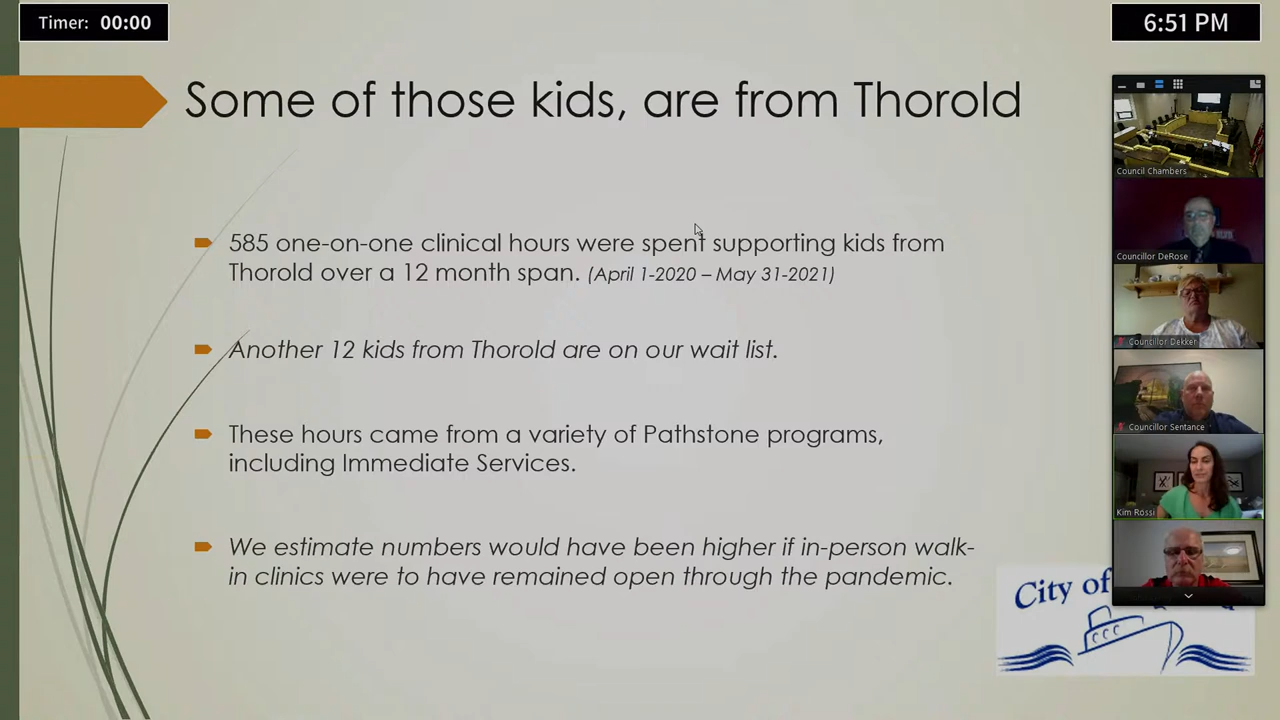 Timer: 00:00
6:51 PM
Some of those kids, are from Thorold
585 one-on-one clinical hours were spent supporting kids from
Thorold over a 12 month span. (April 1-2020 – May 31-2021)
Another 12 kids from Thorold are on our wait list.
These hours came from a variety of Pathstone programs,
including Immediate Services.
We estimate numbers would have been higher if in-person walk-
in clinics were to have remained open through the pandemic.
City of
Council Chambers
Councillor DeRose
Councillor Dekker
Councillor Sentance
Kim Rossi